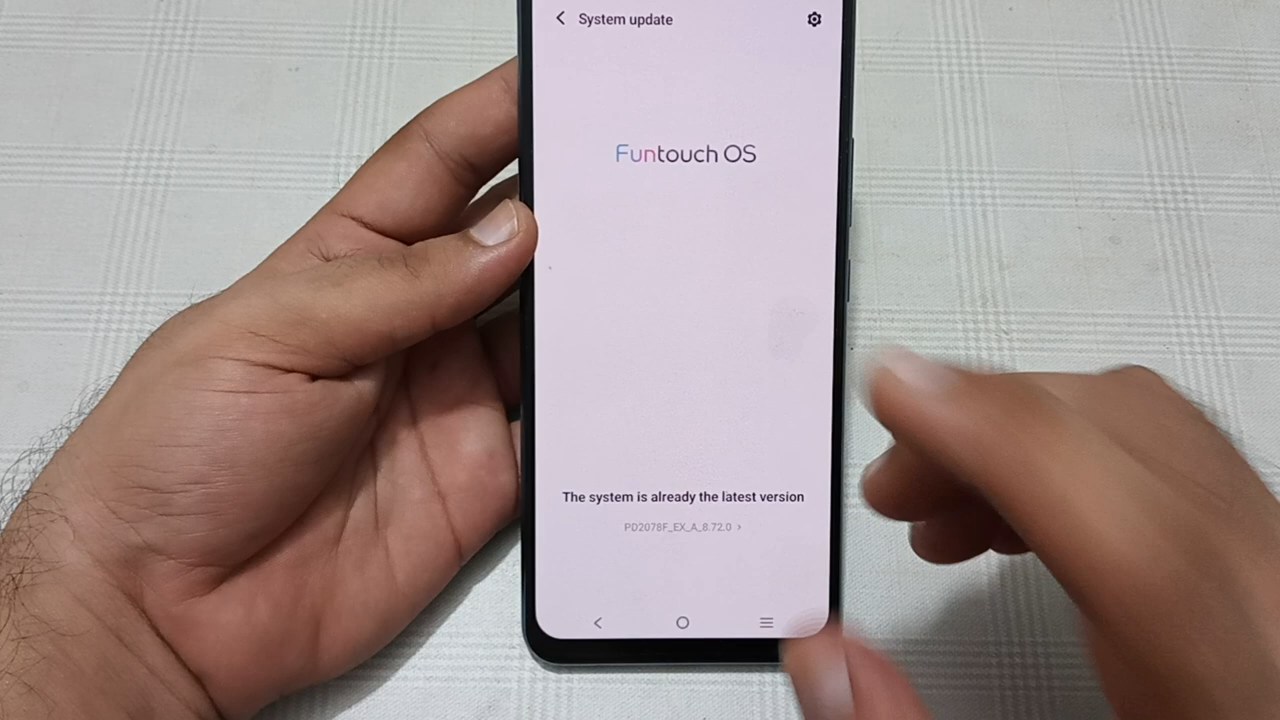 System update
Funtouch OS
The system is already the latest version
PD2078F_EX_A_8.72.0 >